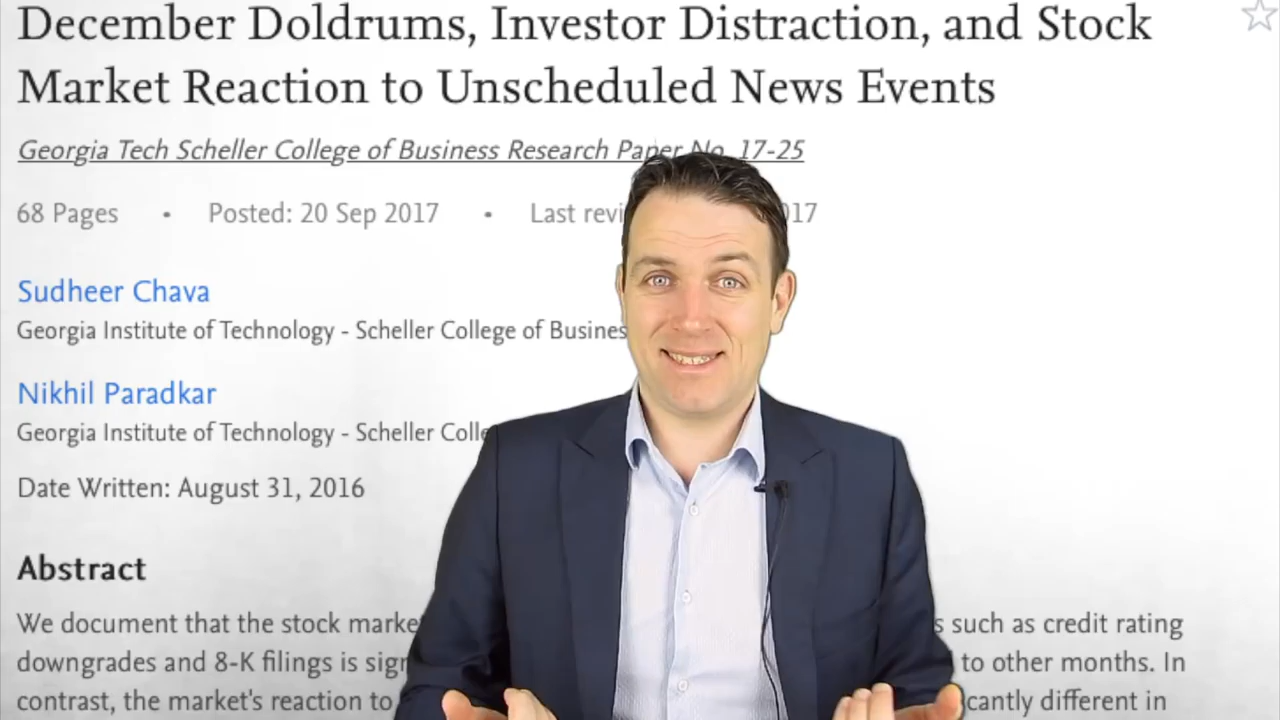 December Doldrums, Investor Distraction, and Stock
Market Reaction to Unscheduled News Events
Georgia Tech Scheller College of Business Research Paper No. 17-25
68 Pages • Posted: 20 Sep 2017 • Last 017
Sudheer Chava
Georgia Institute of Technology - Scheller College of Busines
Nikhil Paradkar
Georgia Institute of Technology - Scheller Colle
Date Written: August 31, 2016
Abstract
We document that the stock marke such as credit rating
downgrades and 8-K filings is to other months. In
contrast, the market's reaction to cantly different in